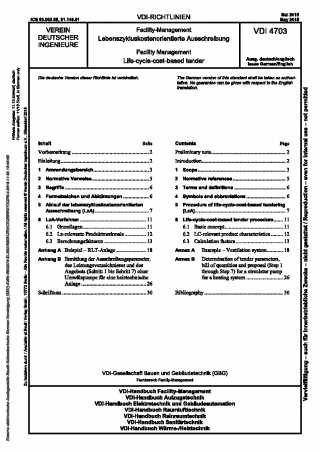 ICS 03.080.99, 91.140.01
VDI-RICHTLINIEN
Mai 2015
May 2015
VEREIN
DEUTSCHER
INGENIEURE
Facility-Management
Lebenszykluskostenorientierte Ausschreibung
Facility Management
Life-cycle-cost-based tender
VDI 4703
Ausg. deutsch/englisch
Issue German/English
Die deutsche Version dieser Richtlinie ist verbindlich.
The German version of this standard shall be taken as authoritative. No guarantee can be given with respect to the English translation.
Inhalt Seite
Vorbemerkung 2
Einleitung 2
1 Anwendungsbereich 3
2 Normative Verweise 3
3 Begriffe 5
4 Formelzeichen und Abkürzungen 6
5 Ablauf der lebenszykluskostenorientierten
Ausschreibung (LoA) 7
6 LoA-Verfahren 11
6.1 Grundlagen 11
6.2 Lz-relevante Produktmerkmale 12
6.3 Berechnungsfaktoren 13
Anhang A Beispiel – RLT-Anlage 18
Anhang B Ermittlung der Ausschreibungsparameter,
des Leistungsverzeichnisses und des
Angebots (Schritt 1 bis Schritt 7) einer
Umwälzpumpe für eine heiztechnische
Anlage 26
Schrifttum 30
Contents Page
Preliminary note 2
Introduction 2
1 Scope 3
2 Normative references 3
3 Terms and definitions 6
4 Symbols and abbreviations 6
5 Procedure of life-cycle-cost-based tendering
(LoA) 7
6 Life-cycle-cost-based tender procedure 11
6.1 Basic concept 11
6.2 LC-relevant product characteristics 12
6.3 Calculation factors 13
Annex A Example – Ventilation system 18
Annex B Determination of tender parameters,
bill of quantities and proposal (Step 1
through Step 7) for a circulator pump
for a heating system 26
Bibliography 30
VDI-Gesellschaft Bauen und Gebäudetechnik (GBG)
Fachbereich Facility-Management
VDI-Handbuch Facility-Management
VDI-Handbuch Aufzugstechnik
VDI-Handbuch Elektrotechnik und Gebäudeautomation
VDI-Handbuch Raumlufttechnik
VDI-Handbuch Reinraumtechnik
VDI-Handbuch Sanitärtechnik
VDI-Handbuch Wärme-/Heiztechnik
Vervielfältigung – auch für innerbetriebliche Zwecke – nicht gestattet / Reproduction – even for internal use – not permitted